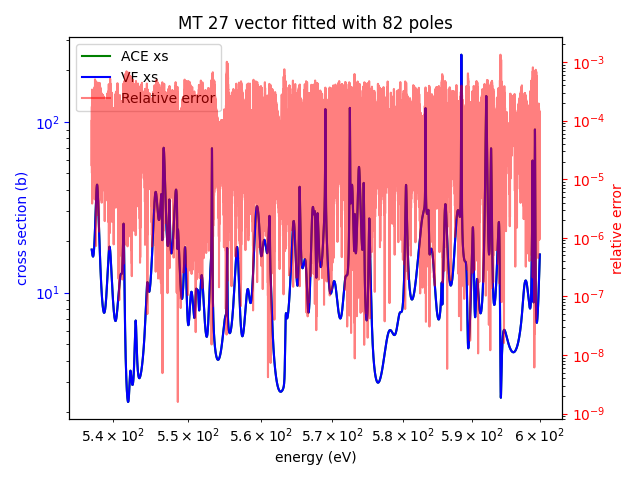 MT 27 vector fitted with 82 poles
ACE xs
VF xs
Relative error
10²
10¹
cross section (b)
10⁻³
10⁻⁴
10⁻⁵
10⁻⁶
10⁻⁷
10⁻⁸
10⁻⁹
relative error
5.4 × 10² 5.5 × 10² 5.6 × 10² 5.7 × 10² 5.8 × 10² 5.9 × 10² 6 × 10²
energy (eV)